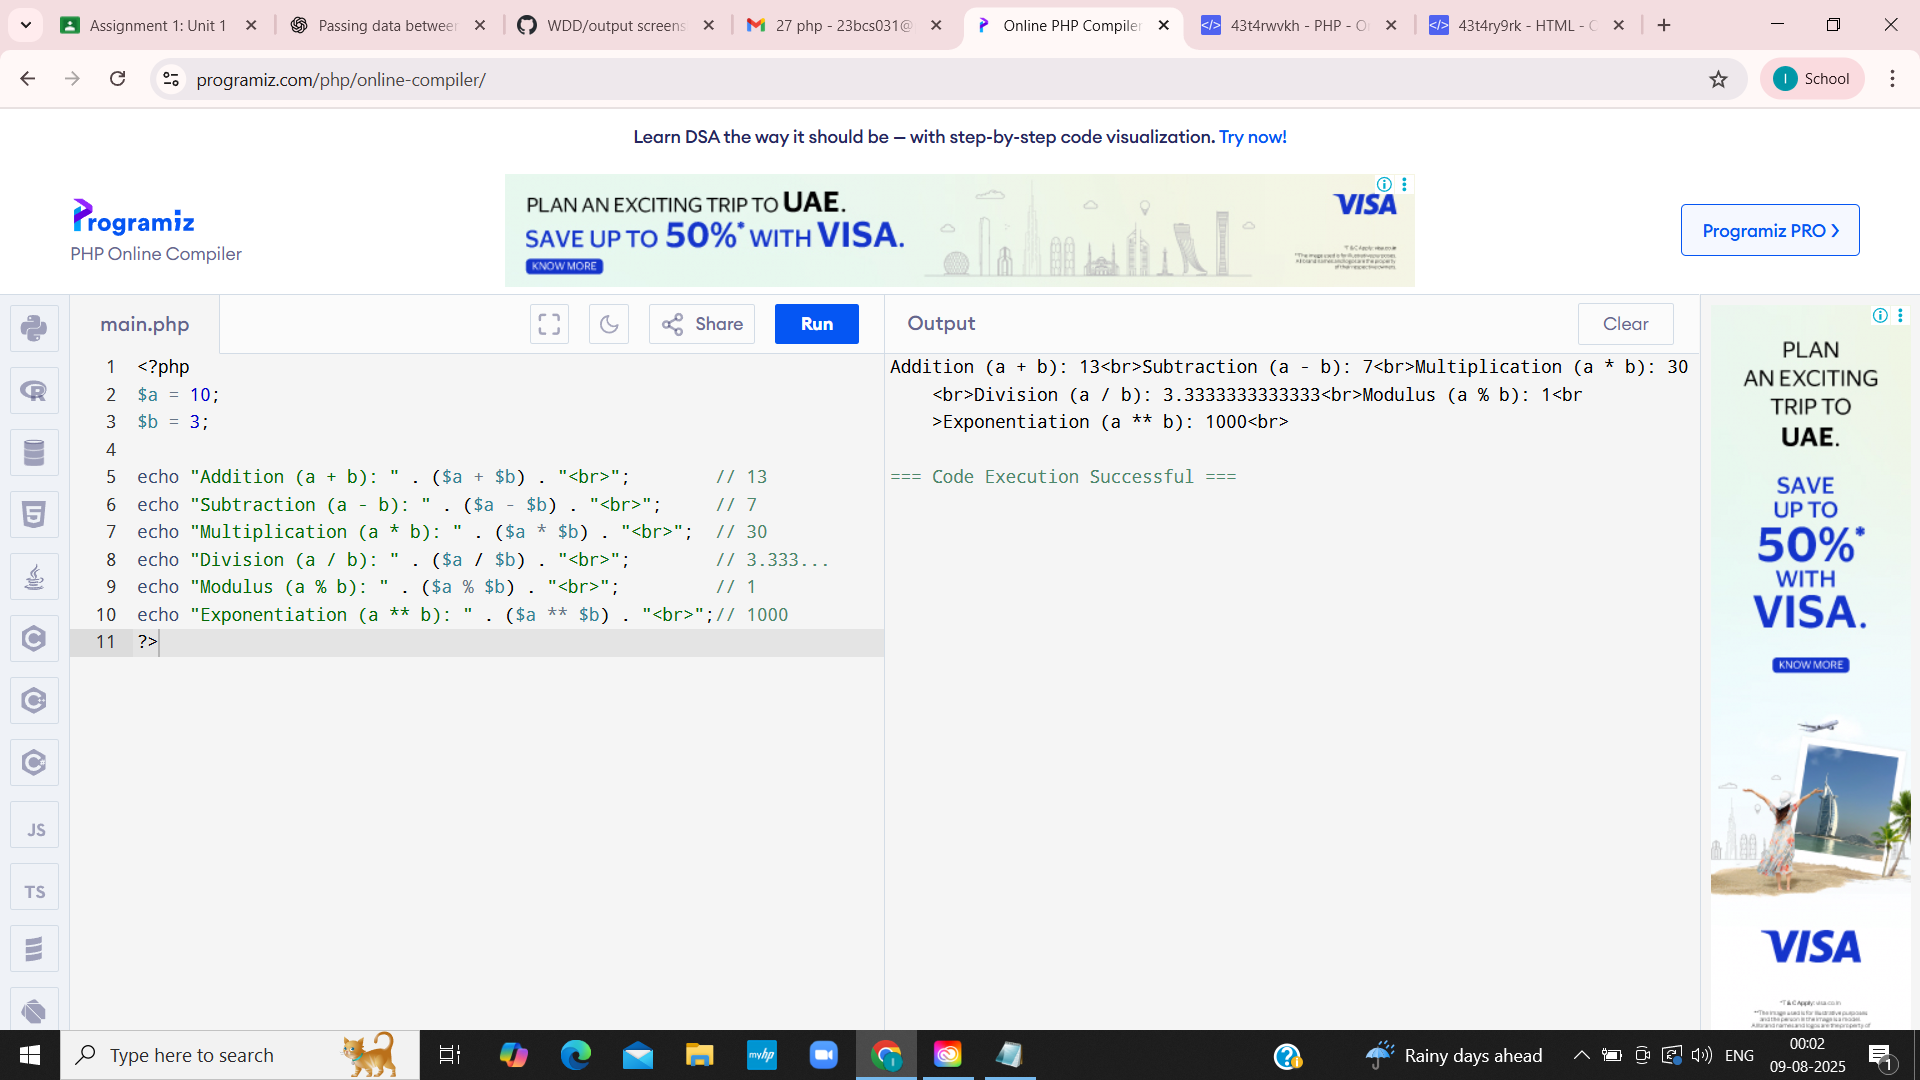 Assignment 1: Unit 1
Passing data between
WDD/output screens
27 php - 23bcs031@
Online PHP Compiler
43t4rwvkh - PHP - On
43t4ry9rk - HTML - O
programiz.com/php/online-compiler/
I School
Learn DSA the way it should be — with step-by-step code visualization. Try now!
Programiz
PHP Online Compiler
PLAN AN EXCITING TRIP TO UAE.
SAVE UP TO 50%* WITH VISA.
KNOW MORE
VISA
Programiz PRO
main.php
Share
Run
Output
Clear
1 <?php
2 $a = 10;
3 $b = 3;
4
5 echo "Addition (a + b): " . ($a + $b) . "<br>"; // 13
6 echo "Subtraction (a - b): " . ($a - $b) . "<br>"; // 7
7 echo "Multiplication (a * b): " . ($a * $b) . "<br>"; // 30
8 echo "Division (a / b): " . ($a / $b) . "<br>"; // 3.333...
9 echo "Modulus (a % b): " . ($a % $b) . "<br>"; // 1
10 echo "Exponentiation (a ** b): " . ($a ** $b) . "<br>";// 1000
11 ?>
Addition (a + b): 13<br>Subtraction (a - b): 7<br>Multiplication (a * b): 30
<br>Division (a / b): 3.3333333333333<br>Modulus (a % b): 1<br
>Exponentiation (a ** b): 1000<br>
=== Code Execution Successful ===
PLAN
AN EXCITING
TRIP TO
UAE.
SAVE
UP TO
50%*
WITH
VISA.
KNOW MORE
VISA
JS
TS
Type here to search
myhp
Rainy days ahead
ENG
00:02
09-08-2025
1